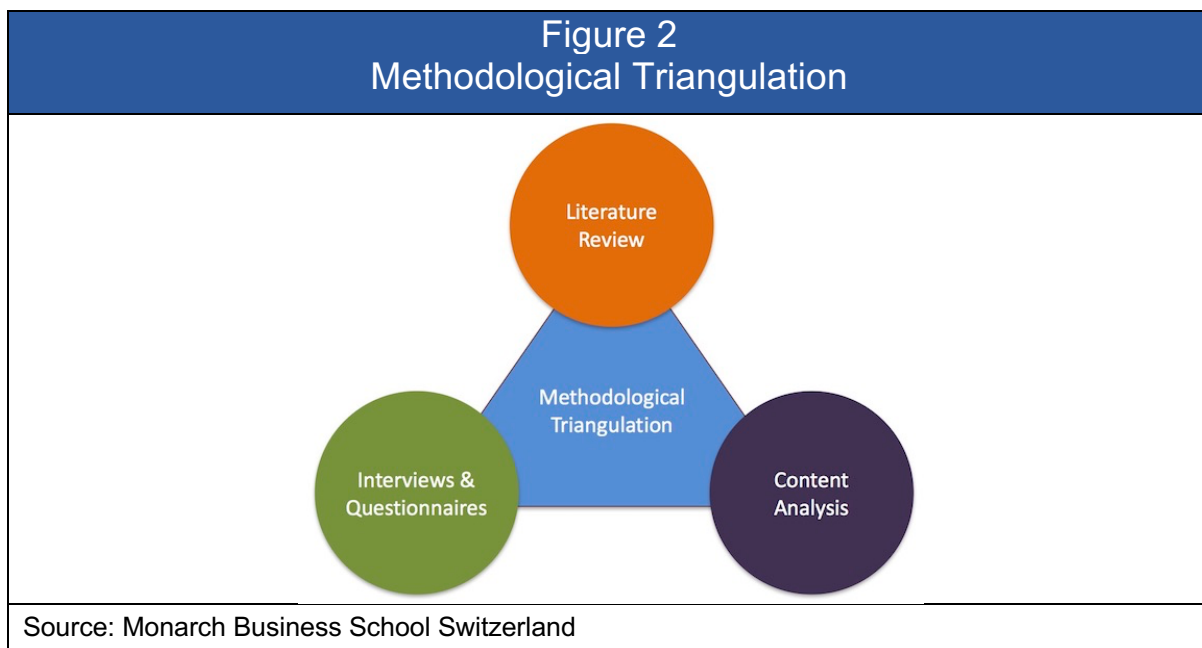 Figure 2
Methodological Triangulation
Literature
Review
Methodological
Triangulation
Interviews &
Questionnaires
Content
Analysis
Source: Monarch Business School Switzerland